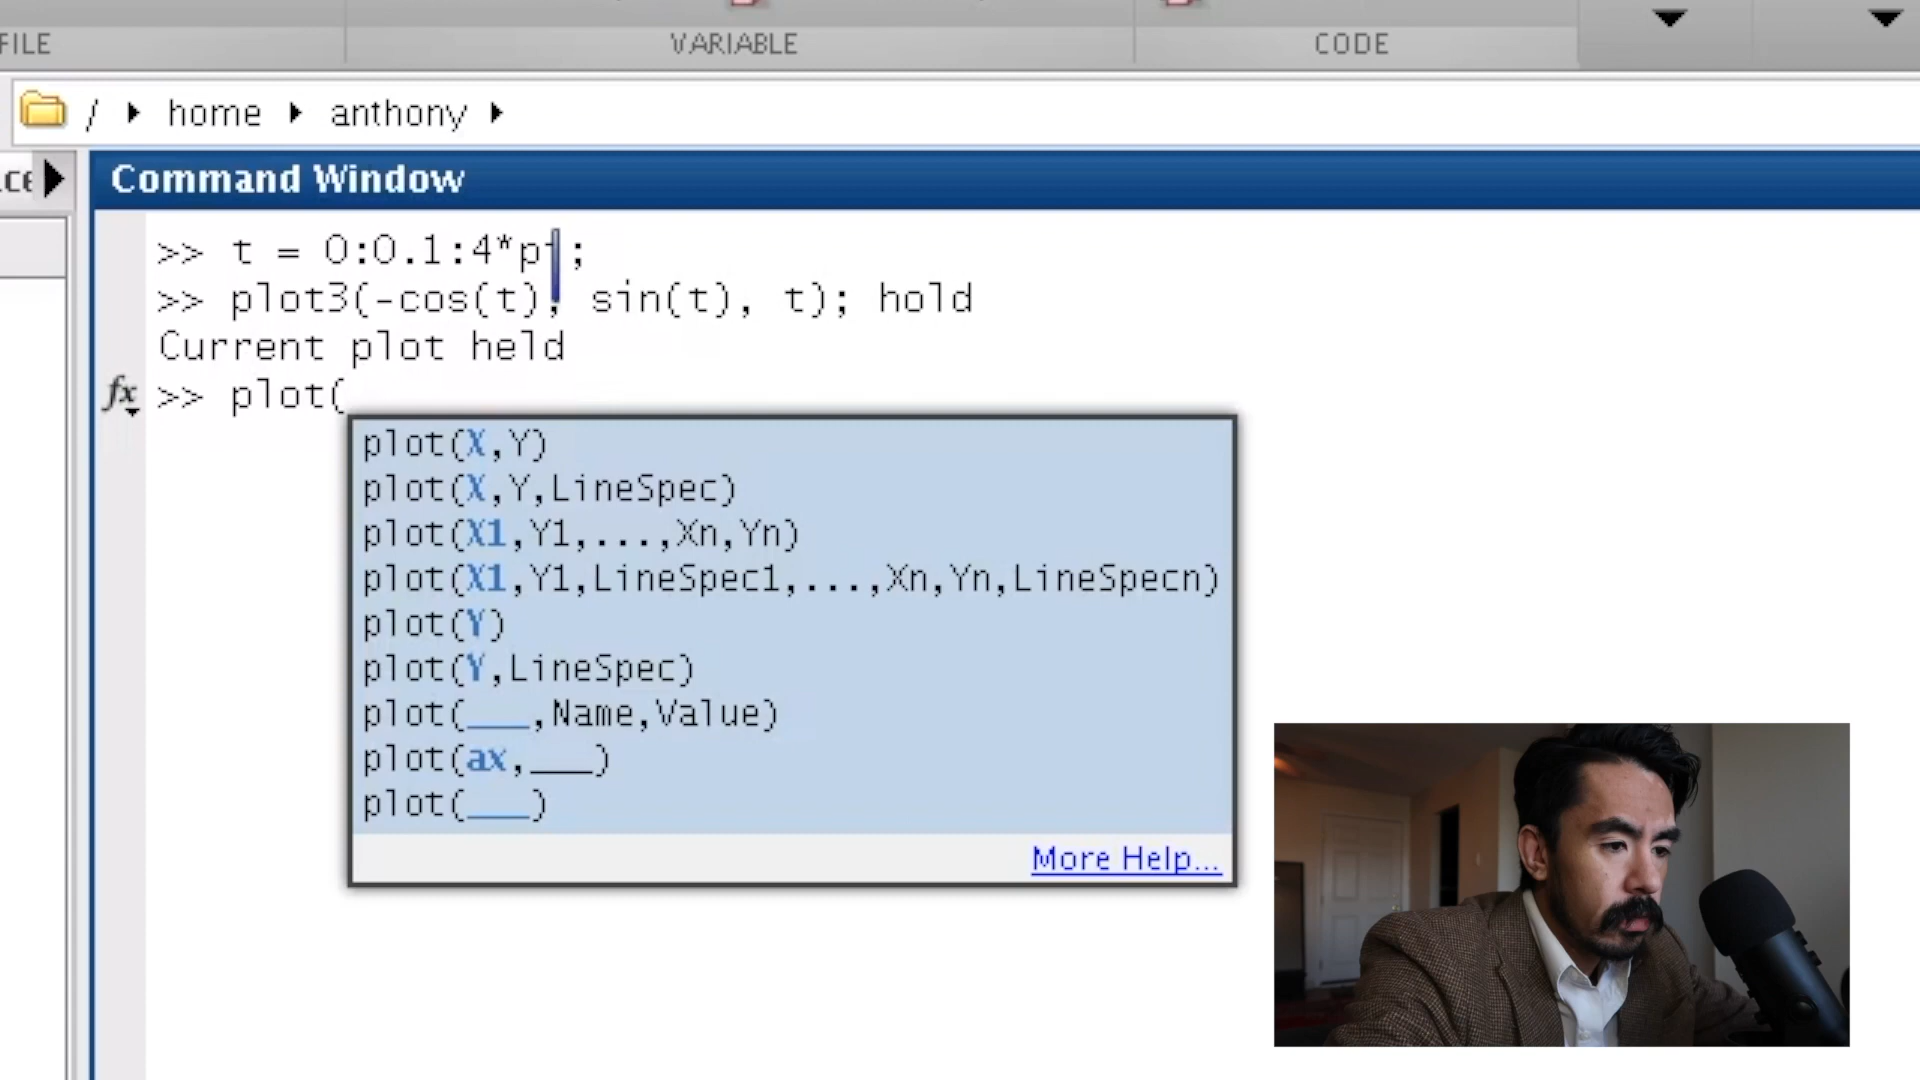 FILE
VARIABLE
CODE
/ home anthony
Command Window
>> t = 0:0.1:4*pi;
>> plot3(-cos(t), sin(t), t); hold
Current plot held
fx >> plot(
plot(X,Y)
plot(X,Y,LineSpec)
plot(X1,Y1,...,Xn,Yn)
plot(X1,Y1,LineSpec1,...,Xn,Yn,LineSpecn)
plot(Y)
plot(Y,LineSpec)
plot(___,Name,Value)
plot(ax,___)
plot(___)
More Help...